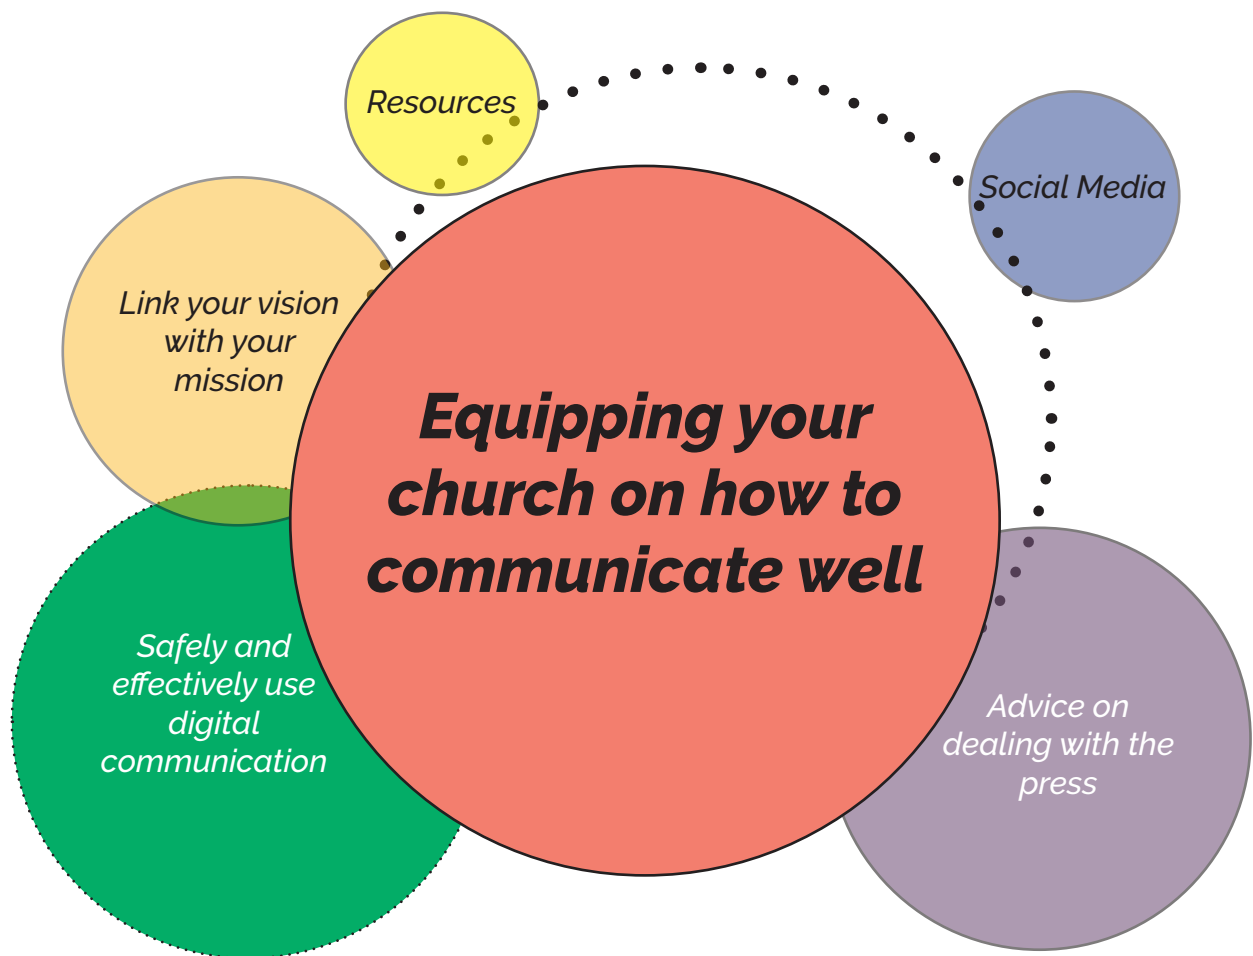 Resources
Social Media
Link your vision
with your
mission
Equipping your
church on how to
communicate well
Safely and
effectively use
digital
communication
Advice on
dealing with the
press